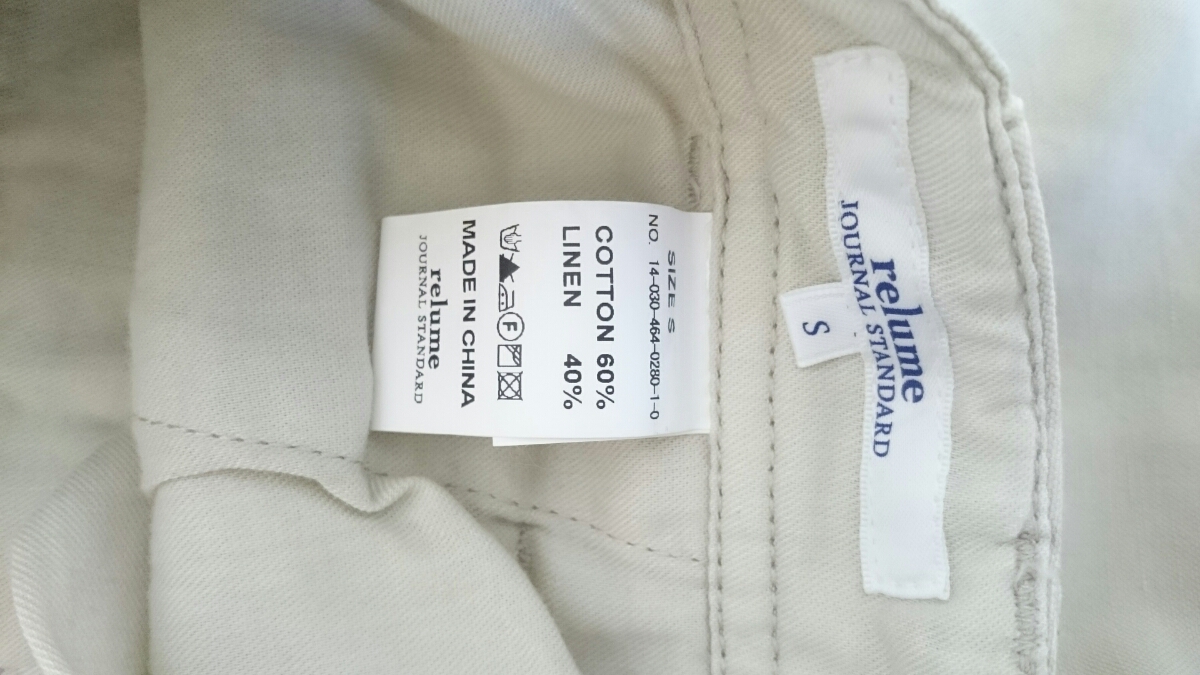 SIZE S
NO. 14-030-464-0280-1-0
COTTON 60%
LINEN 40%
F
MADE IN CHINA
relume
JOURNAL STANDARD
relume
JOURNAL STANDARD
S